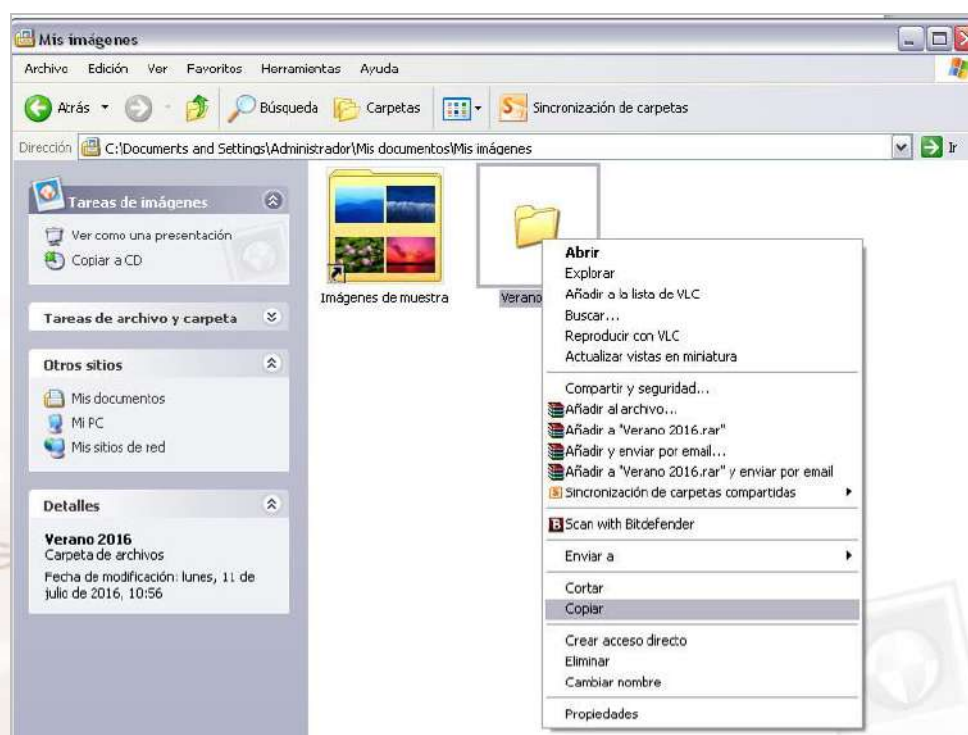 Mis imágenes
Archivo Edición Ver Favoritos Herramientas Ayuda
Atrás Búsqueda Carpetas Sincronización de carpetas
Dirección C:\Documents and Settings\Administrador\Mis documentos\Mis imágenes Ir
Tareas de imágenes
Ver como una presentación
Copiar a CD
Tareas de archivo y carpeta
Otros sitios
Mis documentos
Mi PC
Mis sitios de red
Detalles
Verano 2016
Carpeta de archivos
Fecha de modificación: lunes, 11 de
julio de 2016, 10:56
Imágenes de muestra
Verano
Abrir
Explorar
Añadir a la lista de VLC
Buscar...
Reproducir con VLC
Actualizar vistas en miniatura
Compartir y seguridad...
Añadir al archivo...
Añadir a "Verano 2016.rar"
Añadir y enviar por email...
Añadir a "Verano 2016.rar" y enviar por email
Sincronización de carpetas compartidas
Scan with Bitdefender
Enviar a
Cortar
Copiar
Crear acceso directo
Eliminar
Cambiar nombre
Propiedades